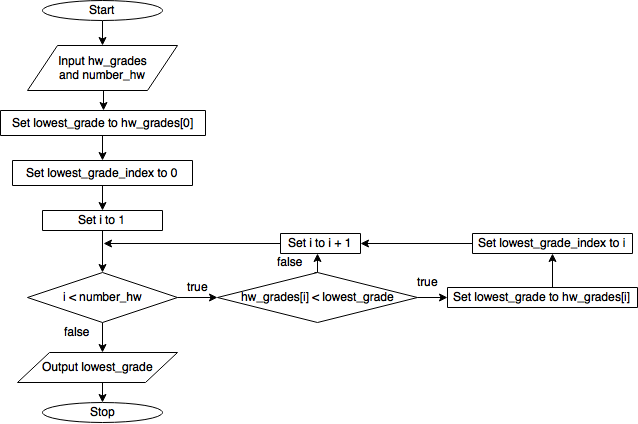 Start
Input hw_grades
and number_hw
Set lowest_grade to hw_grades[0]
Set lowest_grade_index to 0
Set i to 1
Set i to i + 1
Set lowest_grade_index to i
false
true
true
i < number_hw
hw_grades[i] < lowest_grade
Set lowest_grade to hw_grades[i]
false
Output lowest_grade
Stop